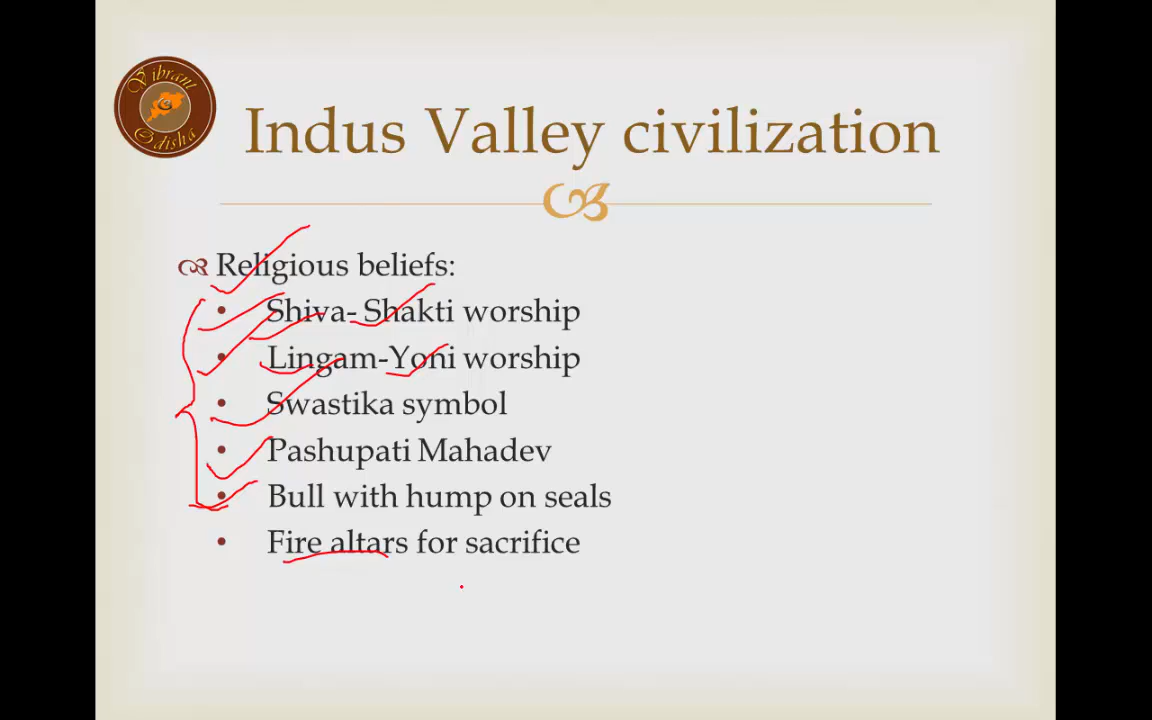 Vibrant
Odisha
Indus Valley civilization
Religious beliefs:
• Shiva- Shakti worship
• Lingam-Yoni worship
• Swastika symbol
• Pashupati Mahadev
• Bull with hump on seals
• Fire altars for sacrifice